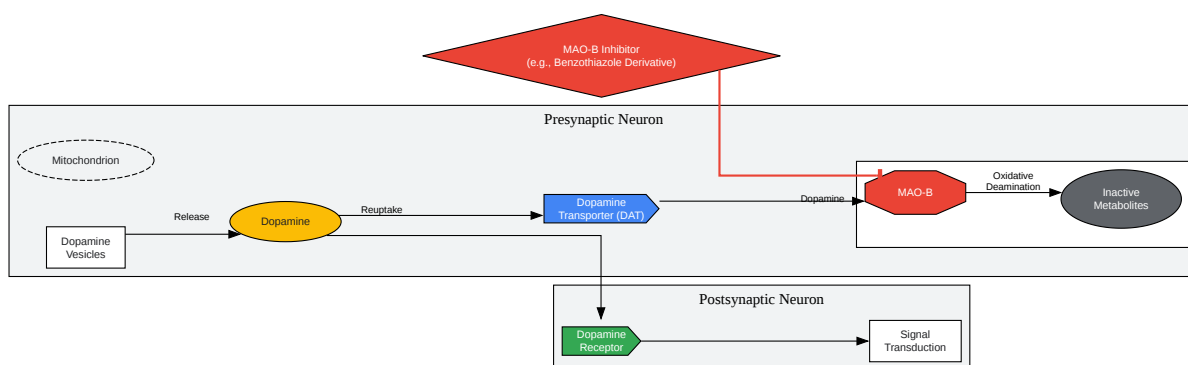 MAO-B Inhibitor
(e.g., Benzothiazole Derivative)
Presynaptic Neuron
Mitochondrion
Dopamine
Vesicles
Release
Dopamine
Reuptake
Dopamine
Transporter (DAT)
Dopamine
MAO-B
Oxidative
Deamination
Inactive
Metabolites
Postsynaptic Neuron
Dopamine
Receptor
Signal
Transduction